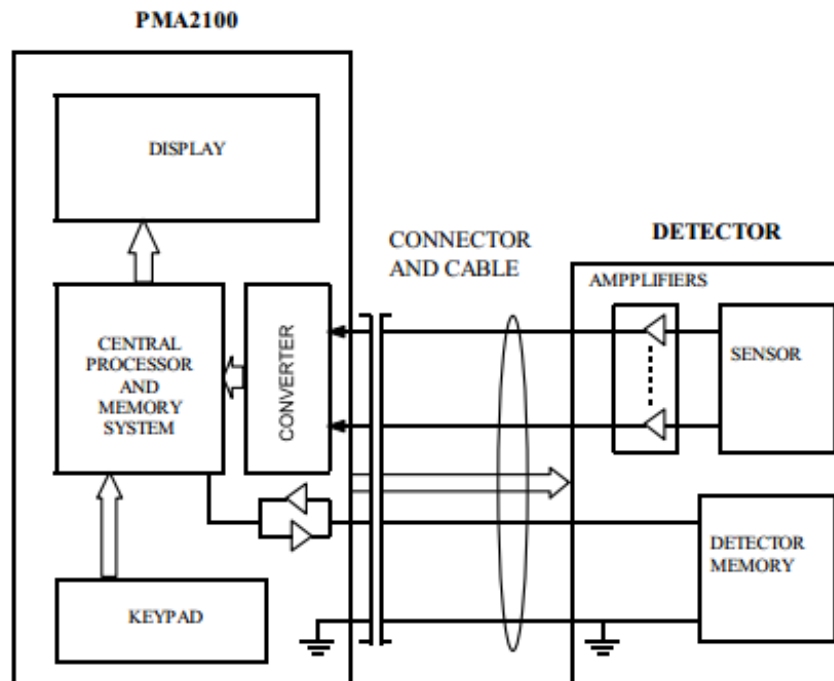 PMA2100
DISPLAY
CONNECTOR
AND CABLE
DETECTOR
AMPPLIFIERS
CENTRAL
PROCESSOR
AND
MEMORY
SYSTEM
CONVERTER
SENSOR
DETECTOR
MEMORY
KEYPAD